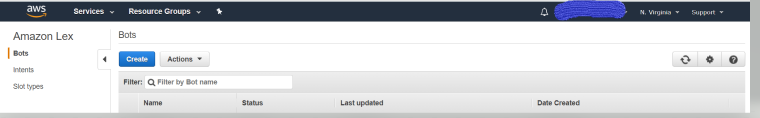 aws
Services
Resource Groups
N. Virginia
Support
Amazon Lex
Bots
Intents
Slot types
Bots
Create
Actions
Filter:
Filter by Bot name
Name
Status
Last updated
Date Created